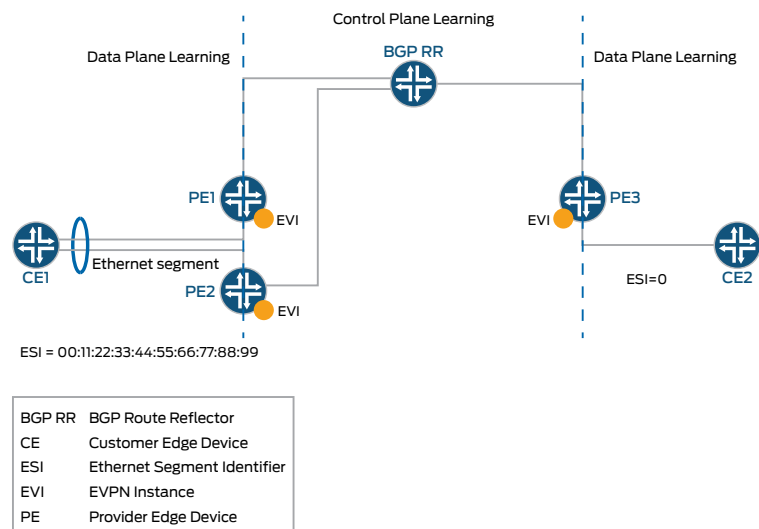 Control Plane Learning
Data Plane Learning
BGP RR
Data Plane Learning
PE1
EVI
PE3
EVI
CE1
Ethernet segment
PE2
EVI
ESI=0
CE2
ESI = 00:11:22:33:44:55:66:77:88:99
BGP RR BGP Route Reflector
CE Customer Edge Device
ESI Ethernet Segment Identifier
EVI EVPN Instance
PE Provider Edge Device